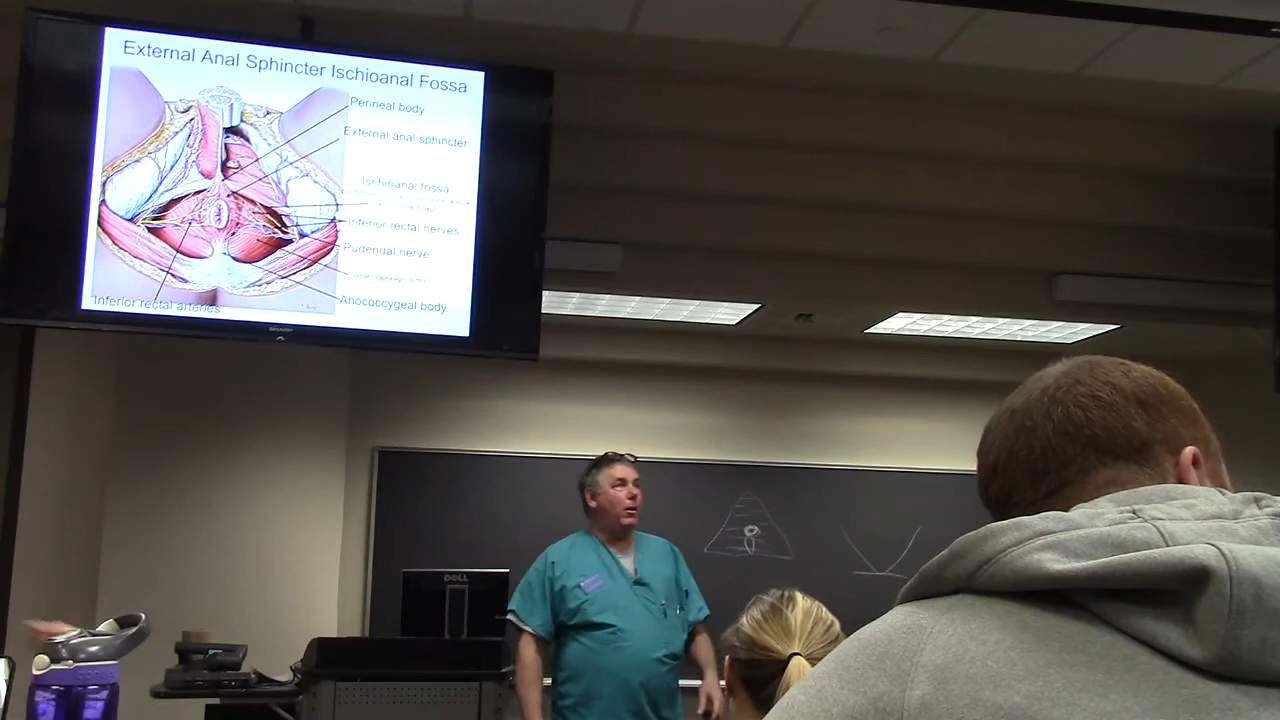 External Anal Sphincter Ischioanal Fossa
Perineal body
External anal sphincter
Ischioanal fossa
Inferior rectal nerves
Pudendal nerve
Anococcygeal body
Inferior rectal arteries
SHARP
DELL